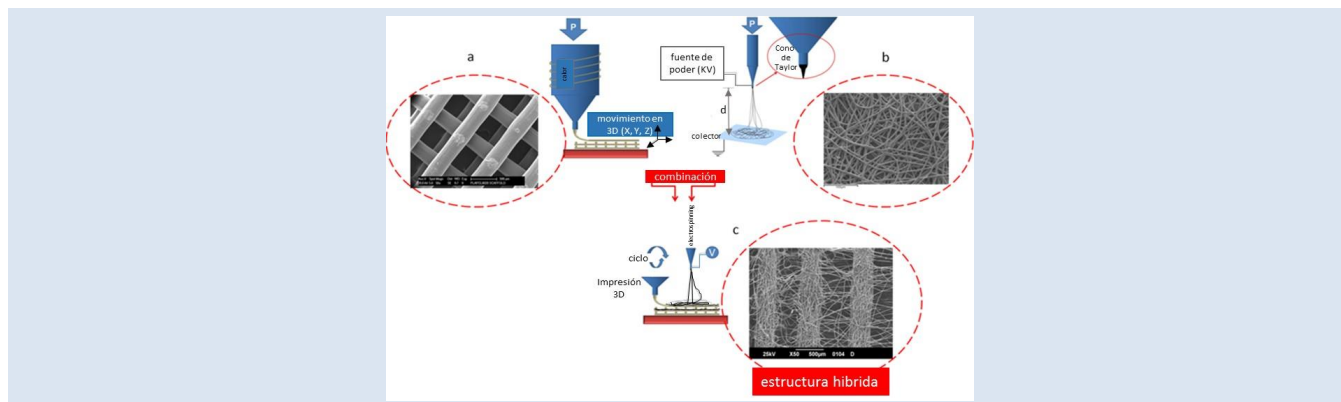 P
a
calor
movimiento en
3D (X, Y, Z)
P
fuente de
poder (KV)
Cono
de
Taylor
d
colector
b
combinación
electrospinning
ciclo
V
Impresión
3D
c
25kV X50 500µm 0104 D
estructura hibrida